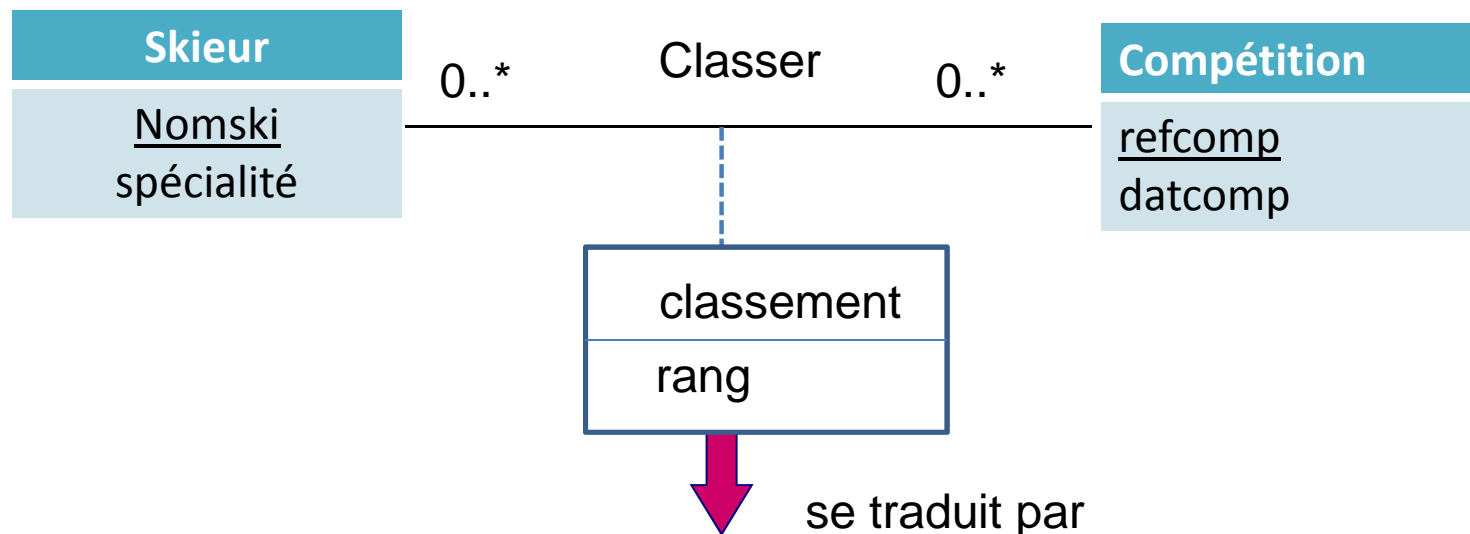 Skieur
Nomski
spécialité
0..*
Classer
0..*
Compétition
refcomp
datcomp
classement
rang
se traduit par